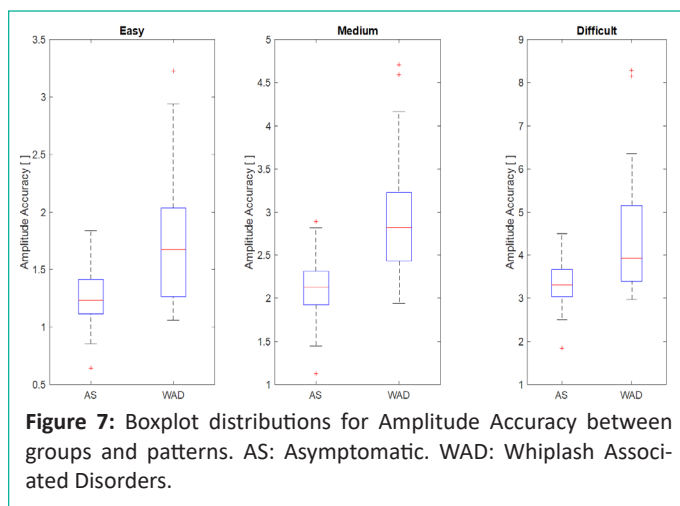 Easy
3.5
3
2.5
2
1.5
1
0.5
Amplitude Accuracy [ ]
AS
WAD
Medium
5
4.5
4
3.5
3
2.5
2
1.5
1
Amplitude Accuracy [ ]
AS
WAD
Difficult
9
8
7
6
5
4
3
2
1
Amplitude Accuracy [ ]
AS
WAD
Figure 7: Boxplot distributions for Amplitude Accuracy between
groups and patterns. AS: Asymptomatic. WAD: Whiplash Associ-
ated Disorders.